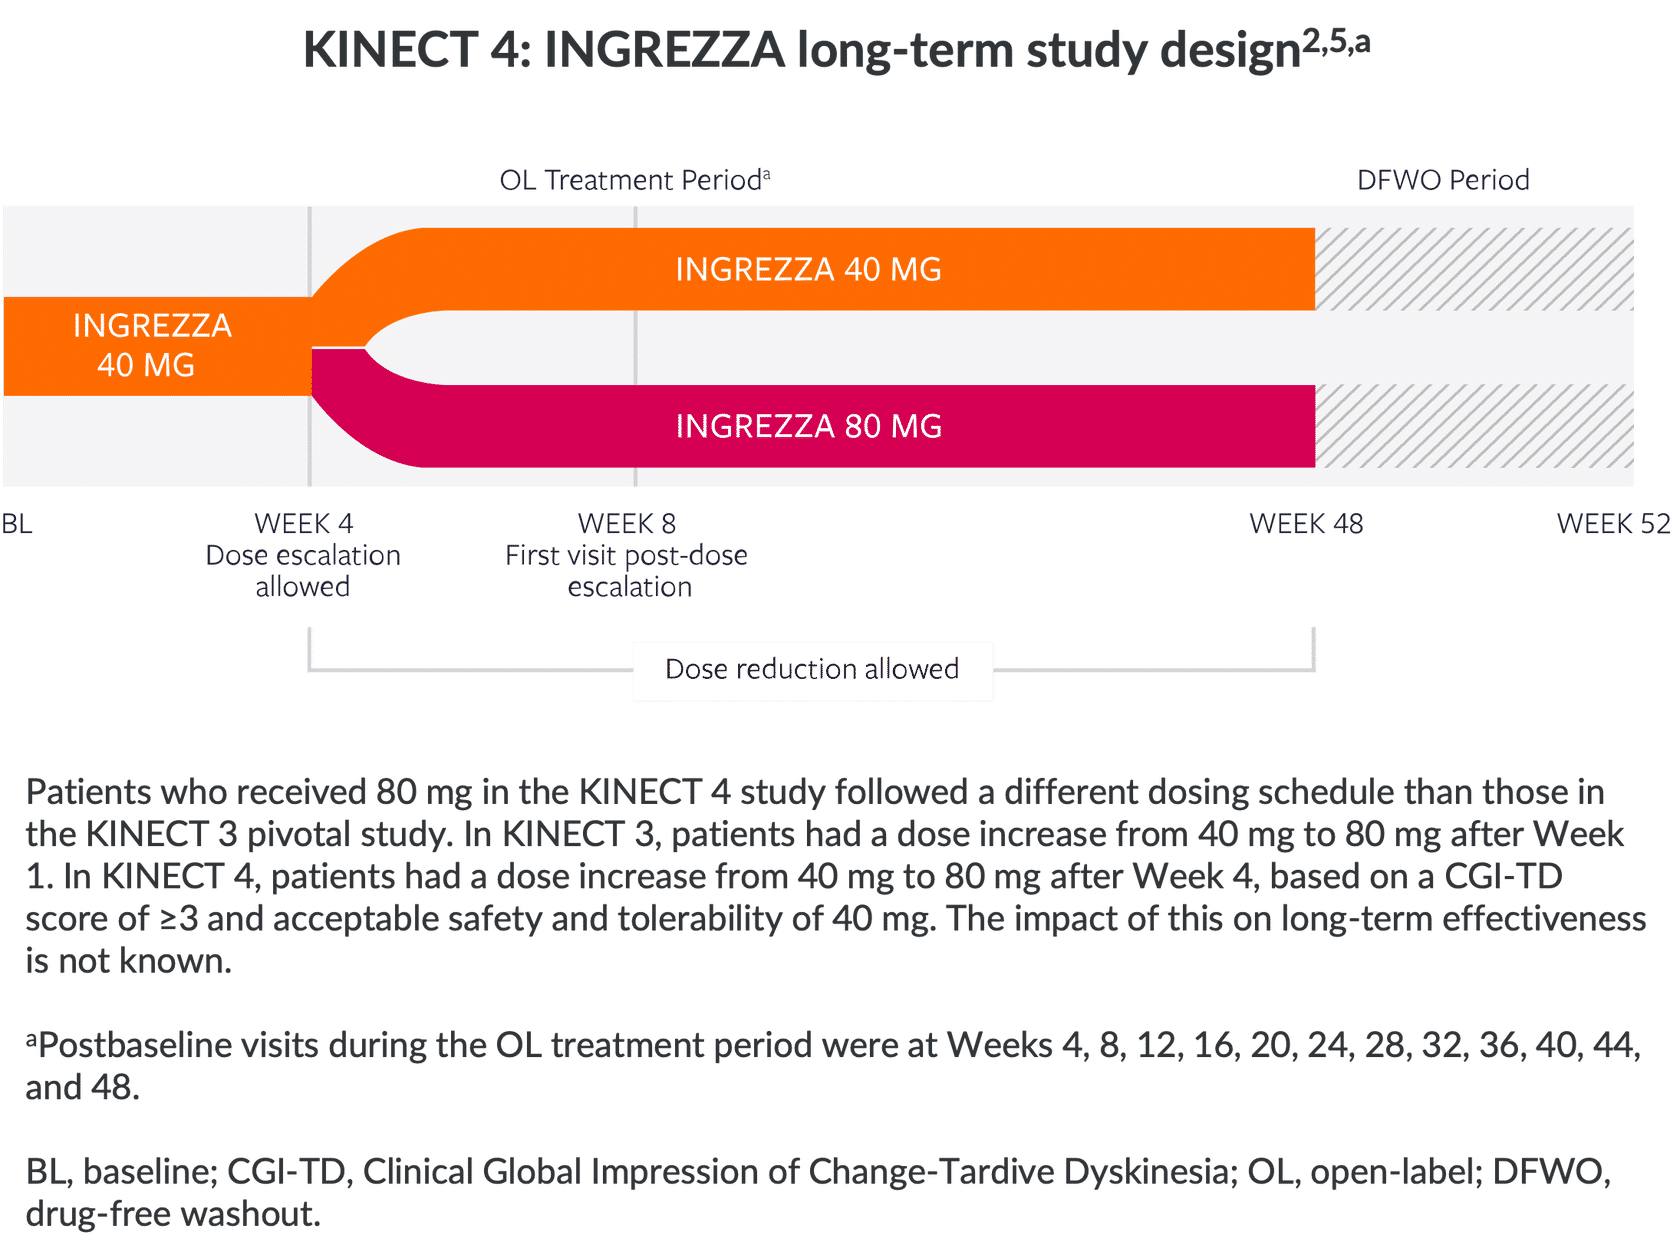 KINECT 4: INGREZZA long-term study design2,5,a
OL Treatment Perioda
DFWO Period
INGREZZA 40 MG
INGREZZA
40 MG
INGREZZA 80 MG
BL
WEEK 4
Dose escalation
allowed
WEEK 8
First visit post-dose
escalation
WEEK 48
WEEK 52
Dose reduction allowed
Patients who received 80 mg in the KINECT 4 study followed a different dosing schedule than those in
the KINECT 3 pivotal study. In KINECT 3, patients had a dose increase from 40 mg to 80 mg after Week
1. In KINECT 4, patients had a dose increase from 40 mg to 80 mg after Week 4, based on a CGI-TD
score of ≥3 and acceptable safety and tolerability of 40 mg. The impact of this on long-term effectiveness
is not known.
aPostbaseline visits during the OL treatment period were at Weeks 4, 8, 12, 16, 20, 24, 28, 32, 36, 40, 44,
and 48.
BL, baseline; CGI-TD, Clinical Global Impression of Change-Tardive Dyskinesia; OL, open-label; DFWO,
drug-free washout.